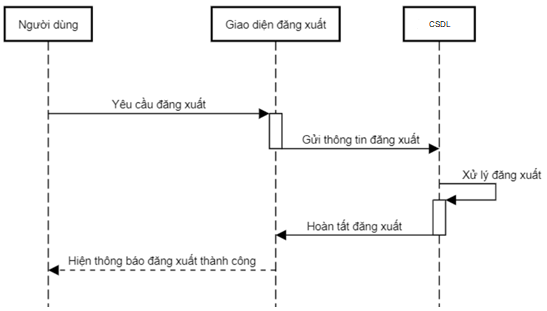 Người dùng
Giao diện đăng xuất
CSDL
Yêu cầu đăng xuất
Gửi thông tin đăng xuất
Xử lý đăng xuất
Hoàn tất đăng xuất
Hiện thông báo đăng xuất thành công